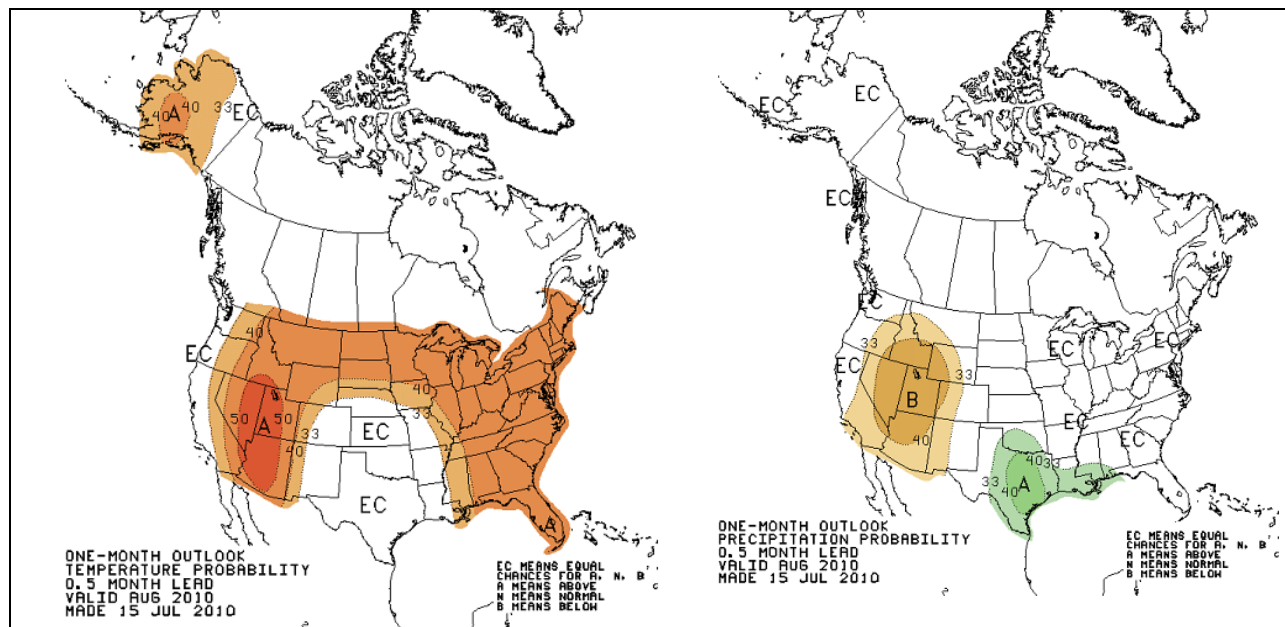 A
40
40
33
EC
EC
40
50
A
50
33
40
EC
40
33
EC
A
ONE-MONTH OUTLOOK
TEMPERATURE PROBABILITY
0.5 MONTH LEAD
VALID AUG 2010
MADE 15 JUL 2010
EC MEANS EQUAL
CHANCES FOR A, N, B
A MEANS ABOVE
N MEANS NORMAL
B MEANS BELOW
EC
EC
EC
EC
33
EC
EC
EC
33
B
40
EC
EC
40
33
33
A
40
ONE-MONTH OUTLOOK
PRECIPITATION PROBABILITY
0.5 MONTH LEAD
VALID AUG 2010
MADE 15 JUL 2010
EC MEANS EQUAL
CHANCES FOR A, N, B
A MEANS ABOVE
N MEANS NORMAL
B MEANS BELOW